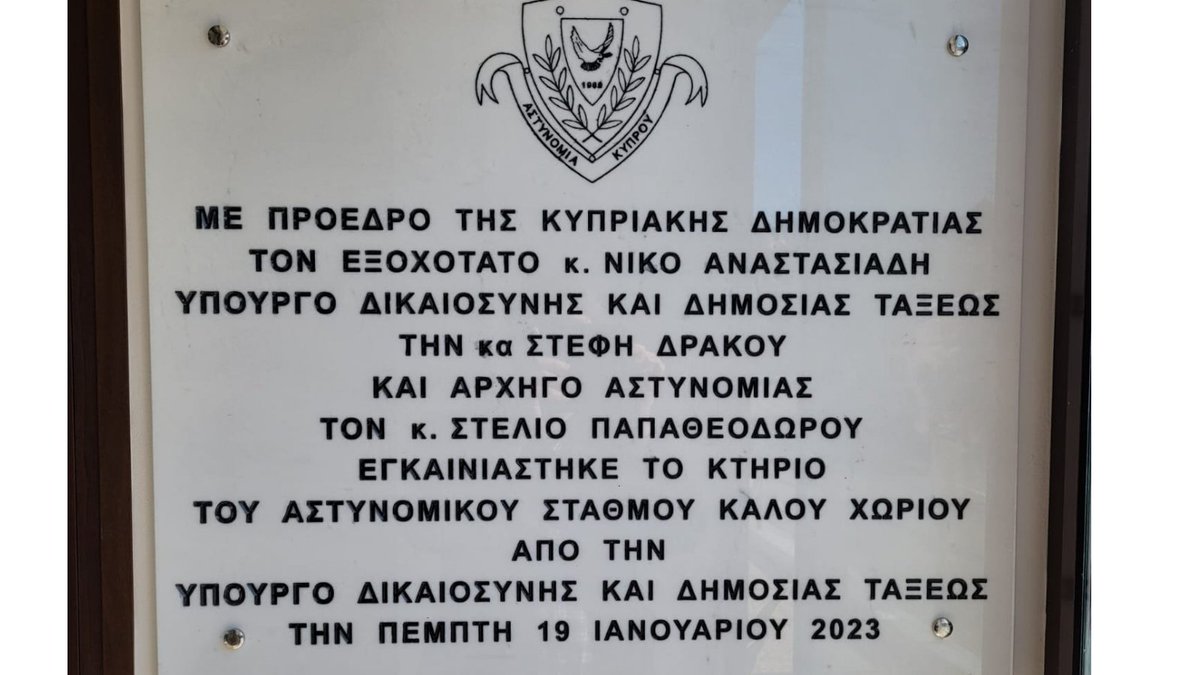 1962
ΑΣΤΥΝΟΜΙΑ ΚΥΠΡΟΥ
ΜΕ ΠΡΟΕΔΡΟ ΤΗΣ ΚΥΠΡΙΑΚΗΣ ΔΗΜΟΚΡΑΤΙΑΣ
ΤΟΝ ΕΞΟΧΟΤΑΤΟ κ. ΝΙΚΟ ΑΝΑΣΤΑΣΙΑΔΗ
ΥΠΟΥΡΓΟ ΔΙΚΑΙΟΣΥΝΗΣ ΚΑΙ ΔΗΜΟΣΙΑΣ ΤΑΞΕΩΣ
ΤΗΝ κα ΣΤΕΦΗ ΔΡΑΚΟΥ
ΚΑΙ ΑΡΧΗΓΟ ΑΣΤΥΝΟΜΙΑΣ
ΤΟΝ κ. ΣΤΕΛΙΟ ΠΑΠΑΘΕΟΔΩΡΟΥ
ΕΓΚΑΙΝΙΑΣΤΗΚΕ ΤΟ ΚΤΗΡΙΟ
ΤΟΥ ΑΣΤΥΝΟΜΙΚΟΥ ΣΤΑΘΜΟΥ ΚΑΛΟΥ ΧΩΡΙΟΥ
ΑΠΟ ΤΗΝ
ΥΠΟΥΡΓΟ ΔΙΚΑΙΟΣΥΝΗΣ ΚΑΙ ΔΗΜΟΣΙΑΣ ΤΑΞΕΩΣ
ΤΗΝ ΠΕΜΠΤΗ 19 ΙΑΝΟΥΑΡΙΟΥ 2023